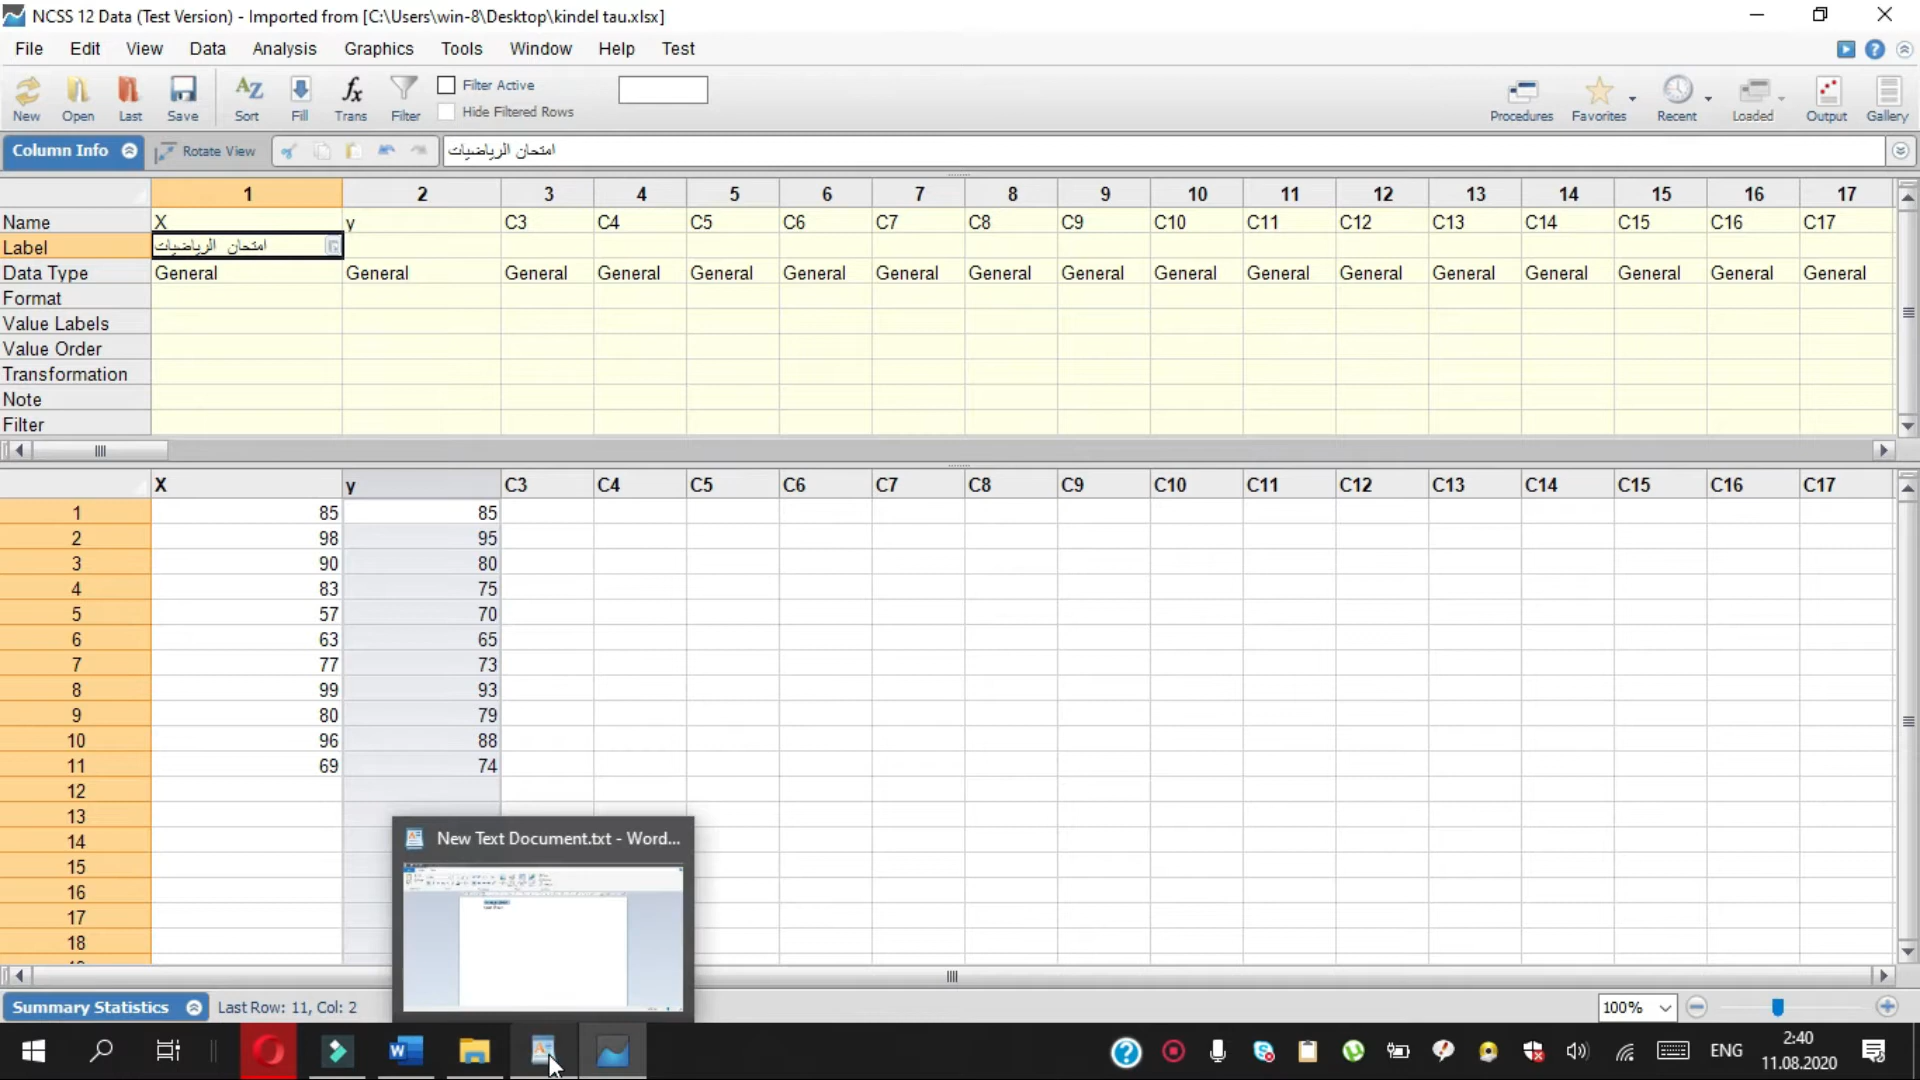 NCSS 12 Data (Test Version) - Imported from [C:\Users\win-8\Desktop\kindel tau.xlsx]
File Edit View Data Analysis Graphics Tools Window Help Test
New Open Last Save Sort Fill Trans Filter
Filter Active
Hide Filtered Rows
Procedures Favorites Recent Loaded Output Gallery
Column Info Rotate View امتحان الرياضيات
1 2 3 4 5 6 7 8 9 10 11 12 13 14 15 16 17
Name X y C3 C4 C5 C6 C7 C8 C9 C10 C11 C12 C13 C14 C15 C16 C17
Label امتحان الرياضيات
Data Type General General General General General General General General General General General General General General General General General
Format
Value Labels
Value Order
Transformation
Note
Filter
X y C3 C4 C5 C6 C7 C8 C9 C10 C11 C12 C13 C14 C15 C16 C17
1 85 85
2 98 95
3 90 80
4 83 75
5 57 70
6 63 65
7 77 73
8 99 93
9 80 79
10 96 88
11 69 74
12
13
14
15
16
17
18
New Text Document.txt - Word...
Summary Statistics Last Row: 11, Col: 2 100%
ENG 2:40
11.08.2020